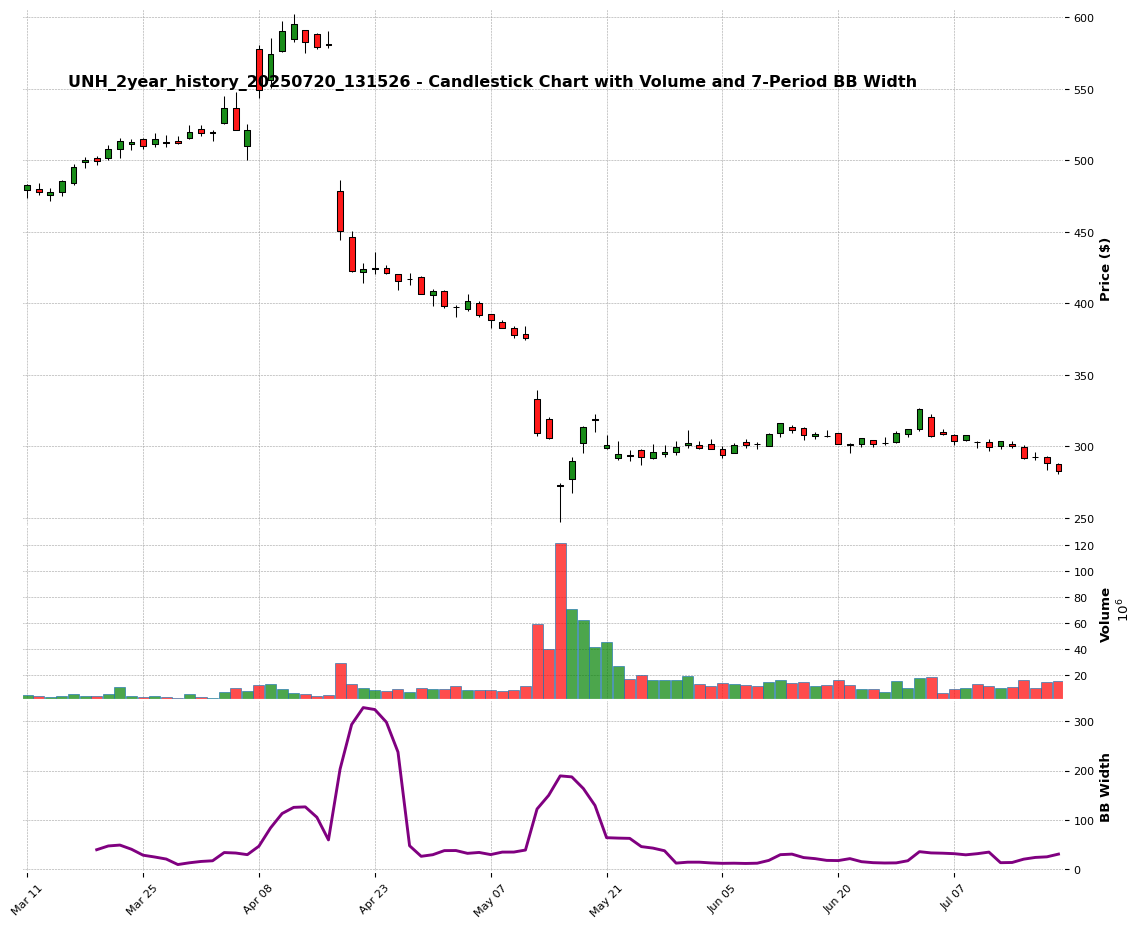 600
UNH_2year_history_20250720_131526 - Candlestick Chart with Volume and 7-Period BB Width
550
500
450
400
350
300
250
Price ($)
120
100
80
60
40
20
Volume
10^6
300
200
100
0
BB Width
Mar 11
Mar 25
Apr 08
Apr 23
May 07
May 21
Jun 05
Jun 20
Jul 07